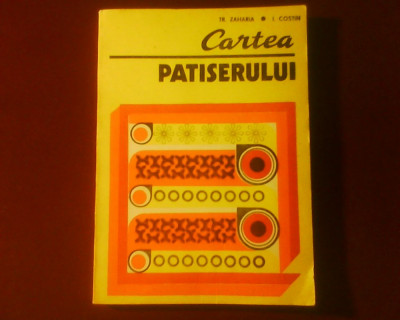 TR. ZAHARIA • I. COSTIN
Cartea
PATISERULUI